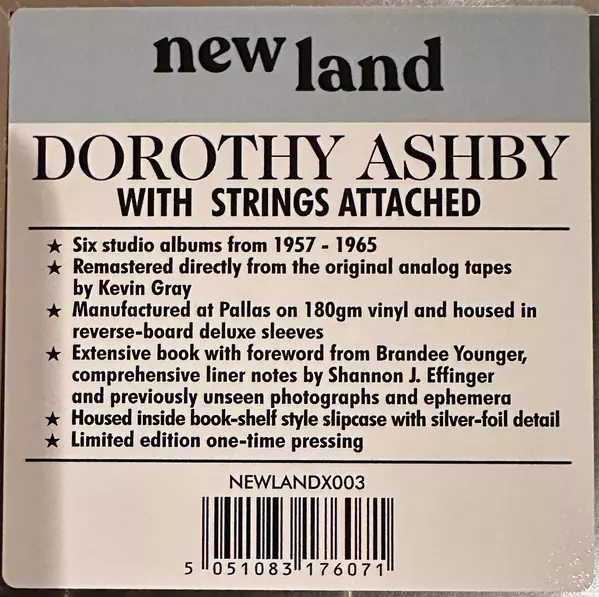 new land
DOROTHY ASHBY
WITH STRINGS ATTACHED
★ Six studio albums from 1957 - 1965
★ Remastered directly from the original analog tapes
by Kevin Gray
★ Manufactured at Pallas on 180gm vinyl and housed in
reverse-board deluxe sleeves
★ Extensive book with foreword from Brandee Younger,
comprehensive liner notes by Shannon J. Effinger
and previously unseen photographs and ephemera
★ Housed inside book-shelf style slipcase with silver-foil detail
★ Limited edition one-time pressing
NEWLANDX003
5 051083 176071